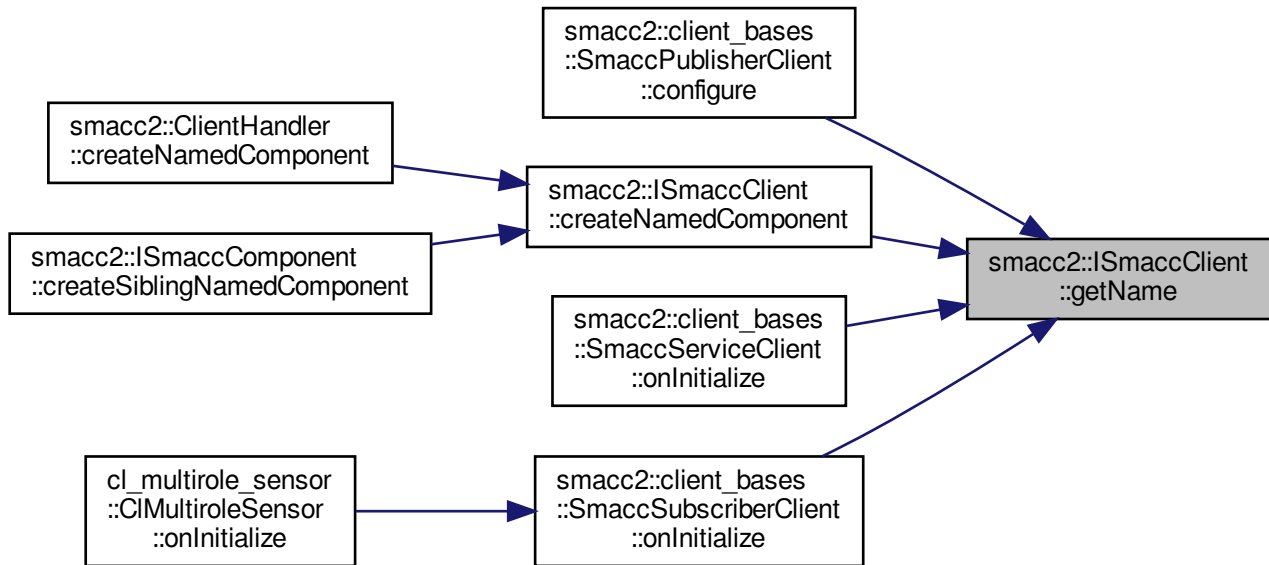 smacc2::client_bases
::SmaccPublisherClient
::configure
smacc2::ClientHandler
::createNamedComponent
smacc2::ISmaccClient
::createNamedComponent
smacc2::ISmaccComponent
::createSiblingNamedComponent
smacc2::ISmaccClient
::getName
smacc2::client_bases
::SmaccServiceClient
::onInitialize
cl_multirole_sensor
::ClMultiroleSensor
::onInitialize
smacc2::client_bases
::SmaccSubscriberClient
::onInitialize